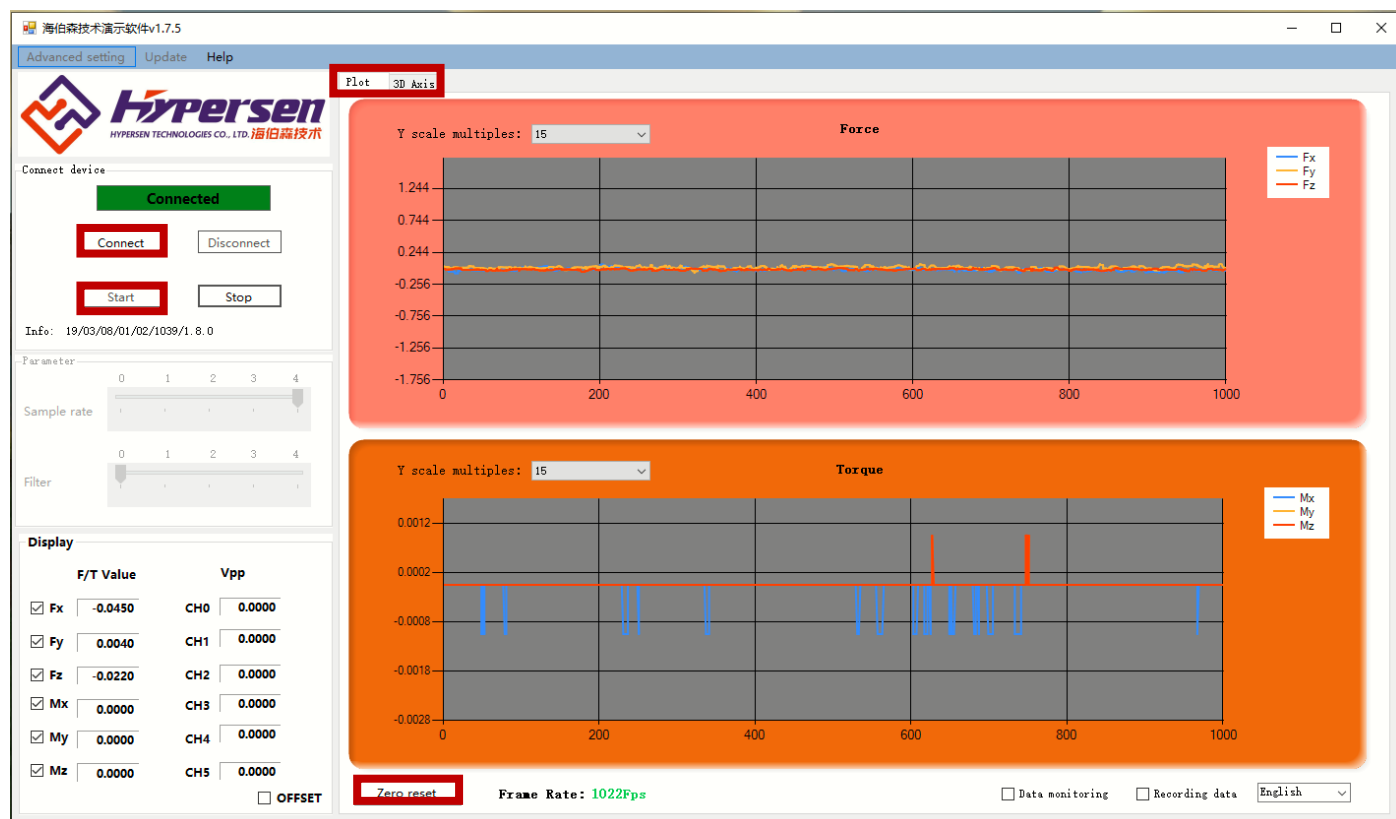 海伯森技术演示软件v1.7.5
Advanced setting Update Help
Hypersen
HYPERSEN TECHNOLOGIES CO., LTD. 海伯森技术
Plot 3D Axis
Connect device
Connected
Connect Disconnect
Start Stop
Info: 19/03/08/01/02/1039/1.8.0
Parameter
0 1 2 3 4
Sample rate
0 1 2 3 4
Filter
Display
F/T Value Vpp
Fx -0.0450 CH0 0.0000
Fy 0.0040 CH1 0.0000
Fz -0.0220 CH2 0.0000
Mx 0.0000 CH3 0.0000
My 0.0000 CH4 0.0000
Mz 0.0000 CH5 0.0000
OFFSET
Y scale multiples: 15 Force
Fx
Fy
Fz
1.244
0.744
0.244
-0.256
-0.756
-1.256
-1.756
0 200 400 600 800 1000
Y scale multiples: 15 Torque
Mx
My
Mz
0.0012
0.0002
-0.0008
-0.0018
-0.0028
0 200 400 600 800 1000
Zero reset Frame Rate: 1022Fps Data monitoring Recording data English